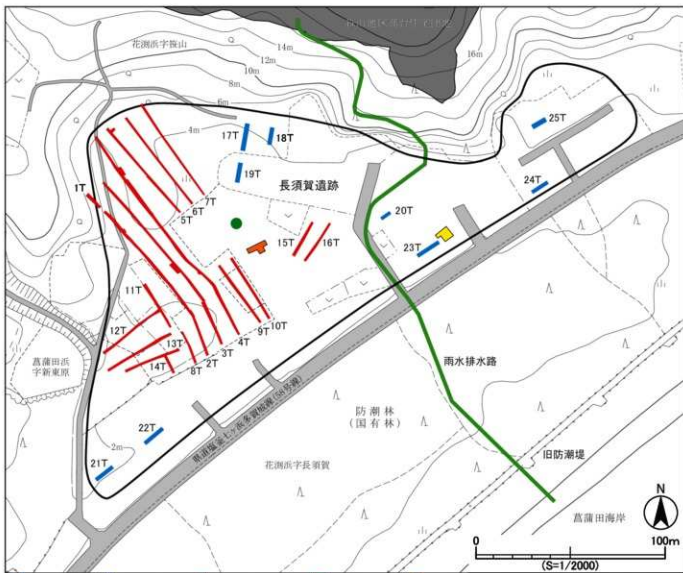 花渕浜字笹山
16m
14m
12m
10m
8m
6m
4m
25T
17T
18T
19T
24T
長須賀遺跡
1T
7T
6T
5T
20T
23T
15T
16T
11T
12T
13T
14T
10T
9T
4T
3T
2T
8T
菖蒲田浜
字新東原
雨水排水路
22T
21T
2m
防潮林
(国有林)
花渕浜字長須賀
旧防潮堤
菖蒲田海岸
N
0
100m
(S=1/2000)